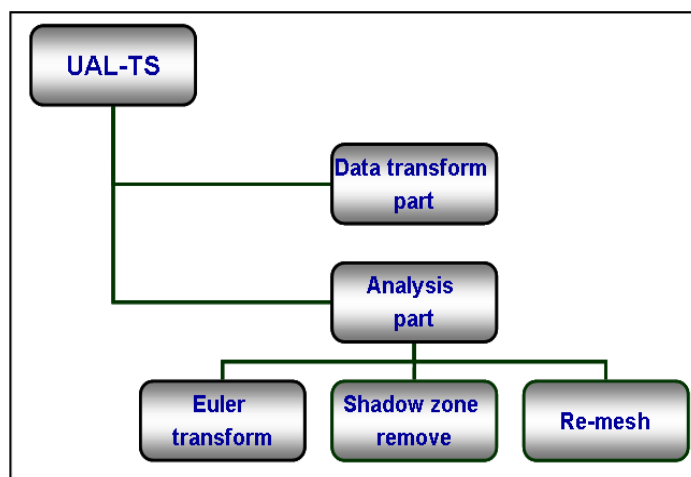 UAL-TS
Data transform
part
Analysis
part
Euler
transform
Shadow zone
remove
Re-mesh